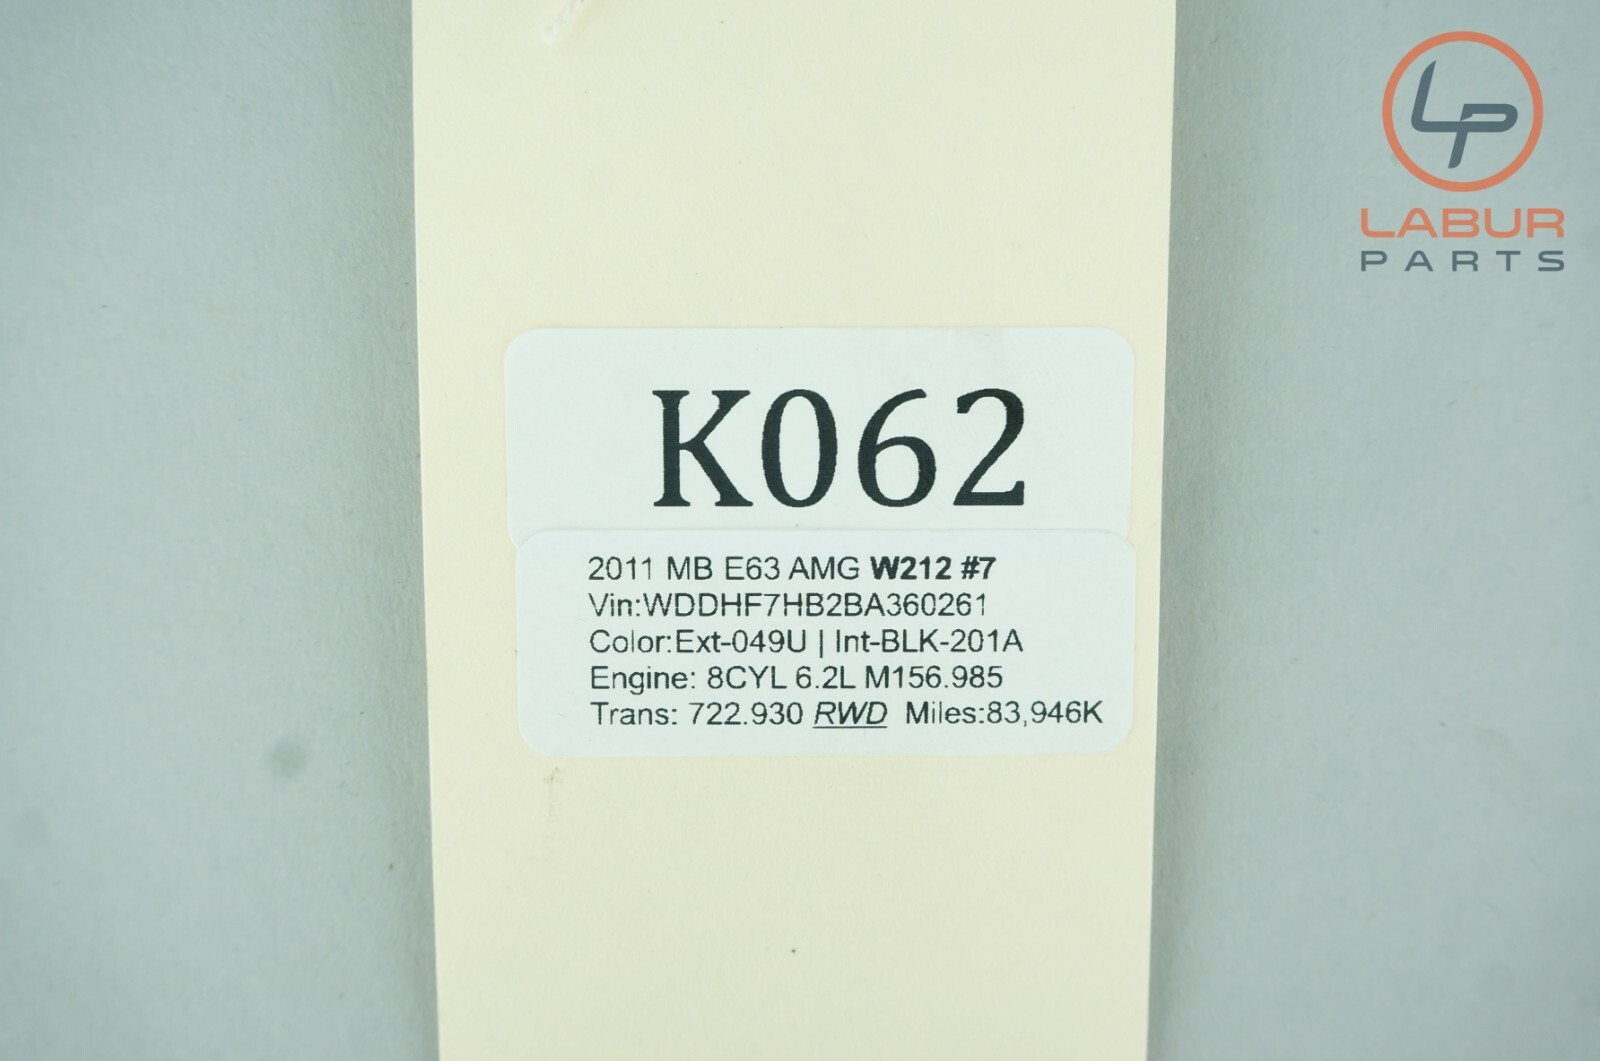 LP
LABUR
PARTS
K062
2011 MB E63 AMG W212 #7
Vin:WDDHF7HB2BA360261
Color:Ext-049U | Int-BLK-201A
Engine: 8CYL 6.2L M156.985
Trans: 722.930 RWD Miles:83,946K